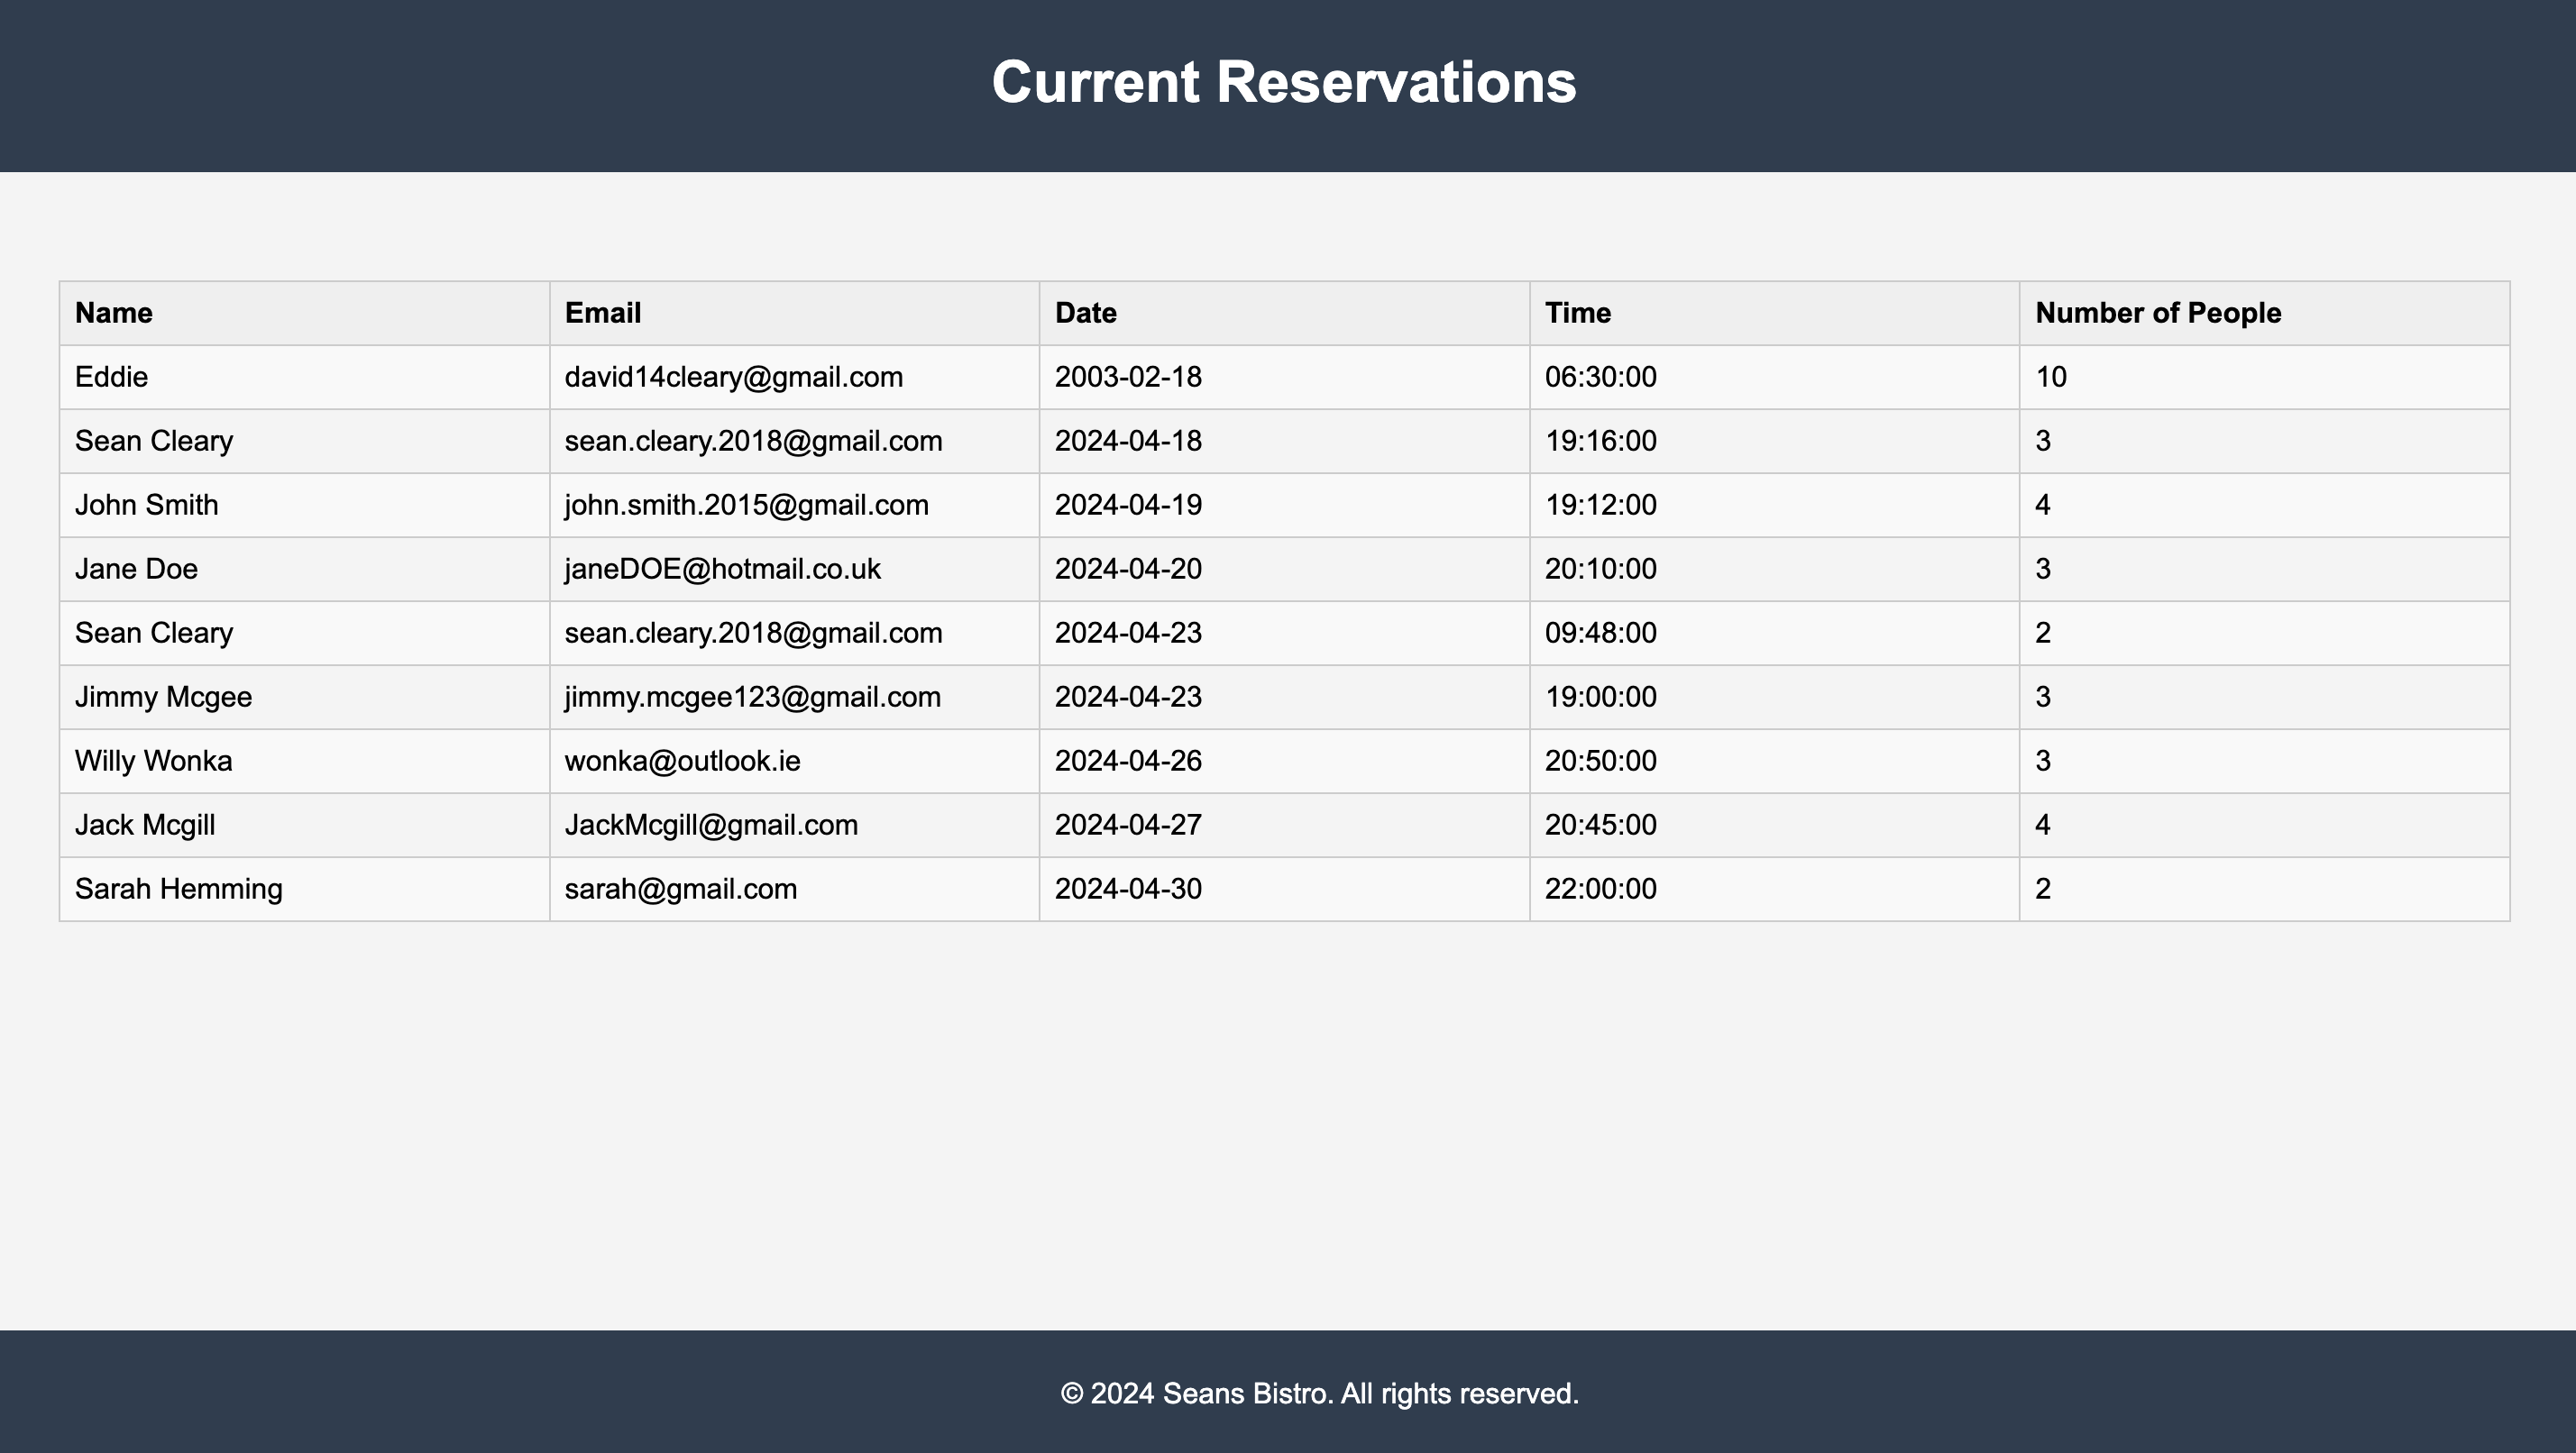 Current Reservations
Name Email Date Time Number of People
Eddie david14cleary@gmail.com 2003-02-18 06:30:00 10
Sean Cleary sean.cleary.2018@gmail.com 2024-04-18 19:16:00 3
John Smith john.smith.2015@gmail.com 2024-04-19 19:12:00 4
Jane Doe janeDOE@hotmail.co.uk 2024-04-20 20:10:00 3
Sean Cleary sean.cleary.2018@gmail.com 2024-04-23 09:48:00 2
Jimmy Mcgee jimmy.mcgee123@gmail.com 2024-04-23 19:00:00 3
Willy Wonka wonka@outlook.ie 2024-04-26 20:50:00 3
Jack Mcgill JackMcgill@gmail.com 2024-04-27 20:45:00 4
Sarah Hemming sarah@gmail.com 2024-04-30 22:00:00 2
© 2024 Seans Bistro. All rights reserved.